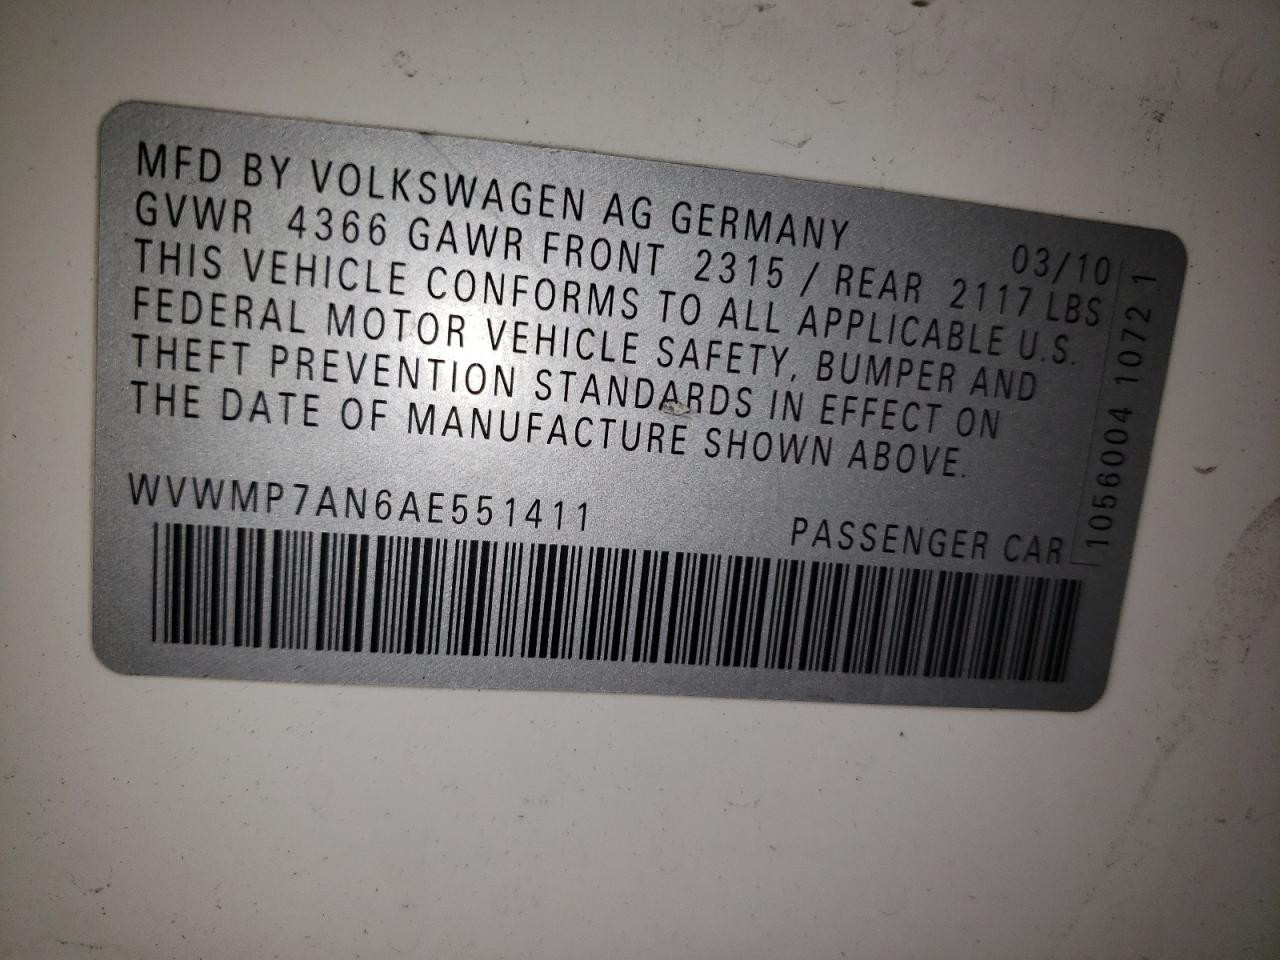 MFD BY VOLKSWAGEN AG GERMANY 03/10
GVWR 4366 GAWR FRONT 2315 / REAR 2117 LBS
THIS VEHICLE CONFORMS TO ALL APPLICABLE U.S.
FEDERAL MOTOR VEHICLE SAFETY, BUMPER AND
THEFT PREVENTION STANDARDS IN EFFECT ON
THE DATE OF MANUFACTURE SHOWN ABOVE.
WVWMP7AN6AE551411
PASSENGER CAR
1056004 1072 1